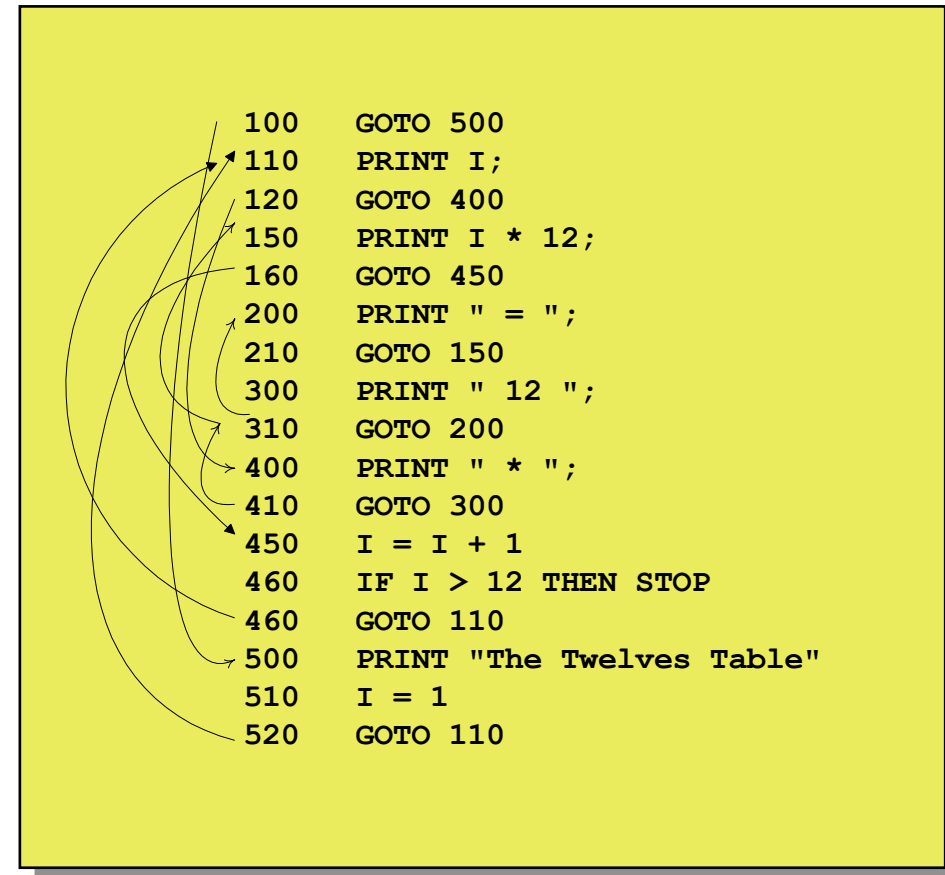 100 GOTO 500
110 PRINT I;
120 GOTO 400
150 PRINT I * 12;
160 GOTO 450
200 PRINT " = ";
210 GOTO 150
300 PRINT " 12 ";
310 GOTO 200
400 PRINT " * ";
410 GOTO 300
450 I = I + 1
460 IF I > 12 THEN STOP
460 GOTO 110
500 PRINT "The Twelves Table"
510 I = 1
520 GOTO 110